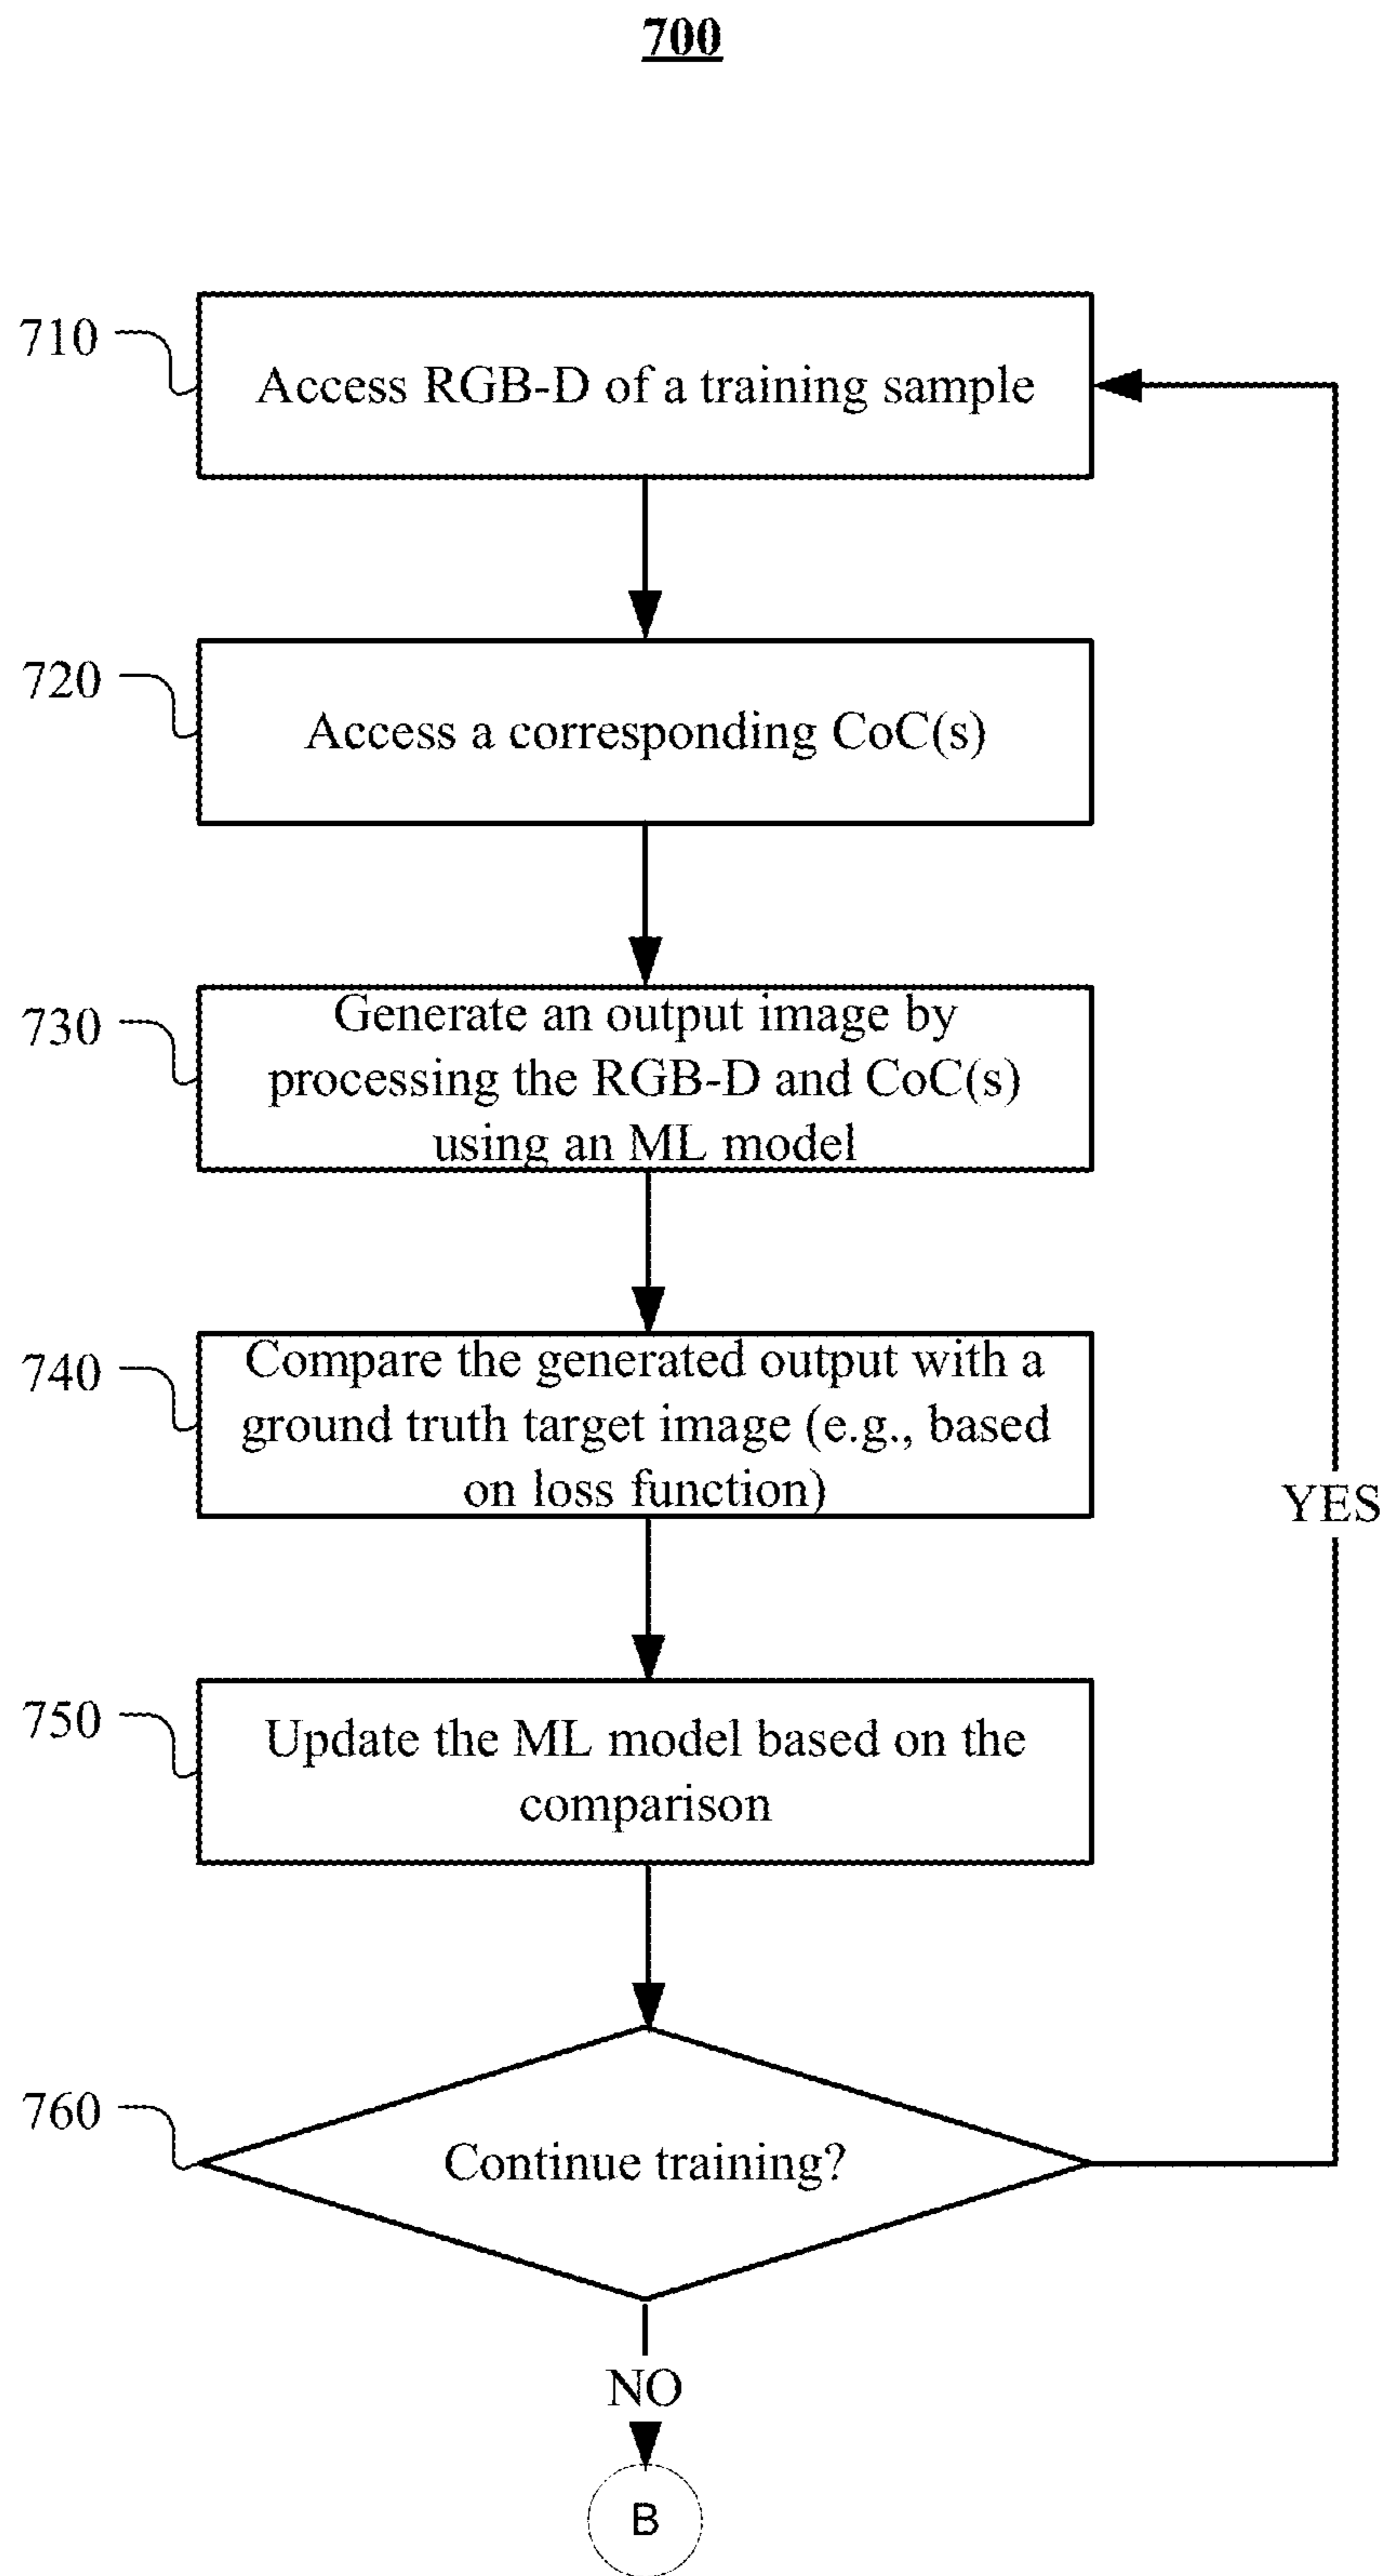 700
710
Access RGB-D of a training sample
720
Access a corresponding CoC(s)
730
Generate an output image by
processing the RGB-D and CoC(s)
using an ML model
740
Compare the generated output with a
ground truth target image (e.g., based
on loss function)
YES
750
Update the ML model based on the
comparison
760
Continue training?
NO
B